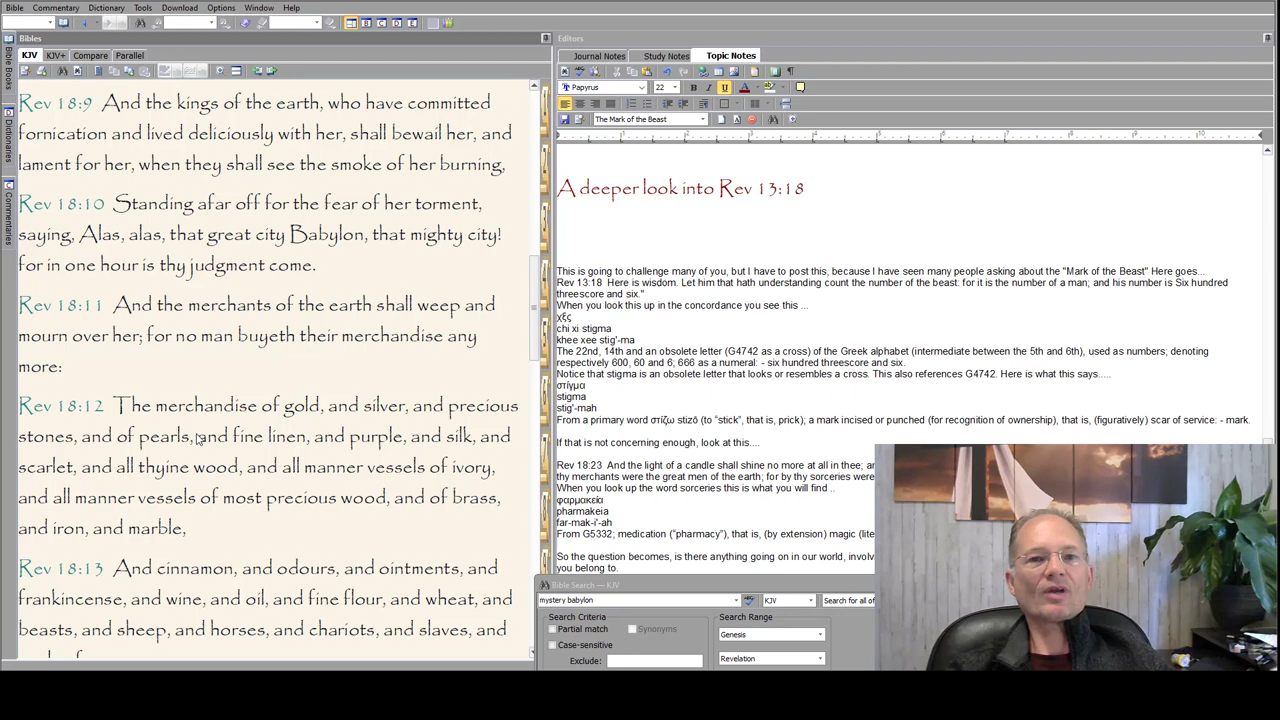 Bible Commentary Dictionary Tools Download Options Window Help
B C D E
Bibles
KJV KJV+ Compare Parallel
Bible Books
Dictionaries
Commentaries
Rev 18:9 And the kings of the earth, who have committed
fornication and lived deliciously with her, shall bewail her, and
lament for her, when they shall see the smoke of her burning,
Rev 18:10 Standing afar off for the fear of her torment,
saying, Alas, alas, that great city Babylon, that mighty city!
for in one hour is thy judgment come.
Rev 18:11 And the merchants of the earth shall weep and
mourn over her; for no man buyeth their merchandise any
more:
Rev 18:12 The merchandise of gold, and silver, and precious
stones, and of pearls, and fine linen, and purple, and silk, and
scarlet, and all thyine wood, and all manner vessels of ivory,
and all manner vessels of most precious wood, and of brass,
and iron, and marble,
Rev 18:13 And cinnamon, and odours, and ointments, and
frankincense, and wine, and oil, and fine flour, and wheat, and
beasts, and sheep, and horses, and chariots, and slaves, and
Editors
Journal Notes Study Notes Topic Notes
Papyrus 22 B I U A
The Mark of the Beast
1 2 3 4 5 6 7 8 9 10
A deeper look into Rev 13:18
This is going to challenge many of you, but I have to post this, because I have seen many people asking about the "Mark of the Beast" Here goes...
Rev 13:18 Here is wisdom. Let him that hath understanding count the number of the beast: for it is the number of a man; and his number is Six hundred
threescore and six."
When you look this up in the concordance you see this ...
χξς
chi xi stigma
khee xee stig'-ma
The 22nd, 14th and an obsolete letter (G4742 as a cross) of the Greek alphabet (intermediate between the 5th and 6th), used as numbers; denoting
respectively 600, 60 and 6; 666 as a numeral: - six hundred threescore and six.
Notice that stigma is an obsolete letter that looks or resembles a cross. This also references G4742. Here is what this says.....
στίγμα
stigma
stig'-mah
From a primary word στίζω stizō (to “stick”, that is, prick); a mark incised or punched (for recognition of ownership), that is, (figuratively) scar of service: - mark.
If that is not concerning enough, look at this....
Rev 18:23 And the light of a candle shall shine no more at all in thee;
thy merchants were the great men of the earth; for by thy sorceries were
When you look up the word sorceries this is what you will find ..
φαρμακεία
pharmakeia
far-mak-i'-ah
From G5332; medication (“pharmacy”), that is, (by extension) magic
So the question becomes, is there anything going on in our world,
you belong to.
Bible Search — KJV
mystery babylon KJV Search for all of
Search Criteria Search Range
Partial match Synonyms Genesis
Case-sensitive
Exclude: Revelation